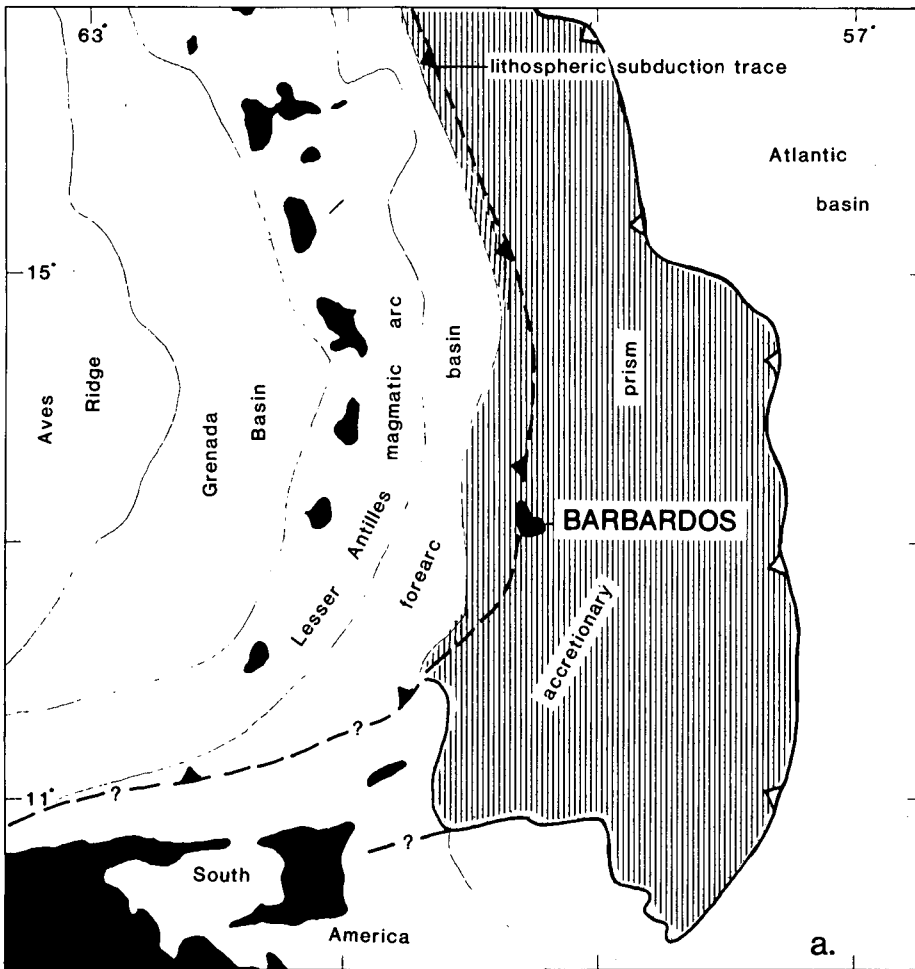 63°
57°
lithospheric subduction trace
Atlantic
basin
15°
Aves
Ridge
Grenada
Basin
Lesser Antilles magmatic arc
forearc basin
accretionary prism
BARBARDOS
?
?
11°
?
South
America
a.